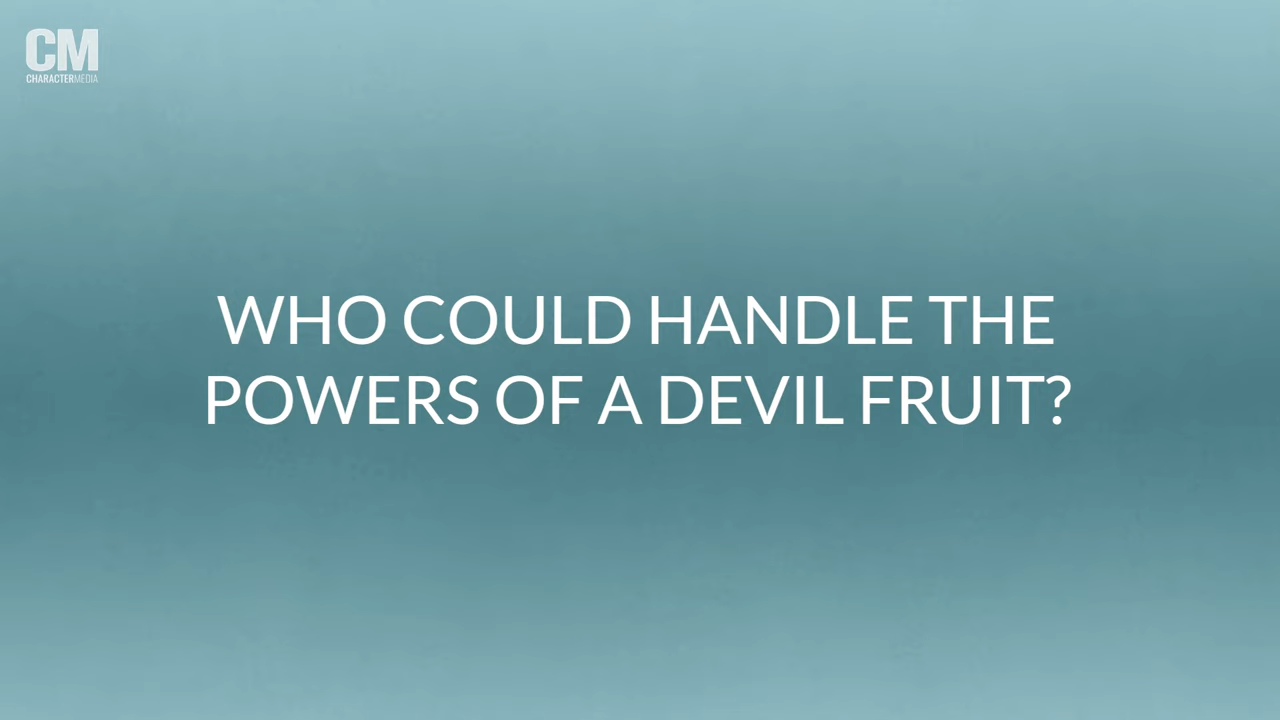 CM
CHARACTERMEDIA
WHO COULD HANDLE THE
POWERS OF A DEVIL FRUIT?